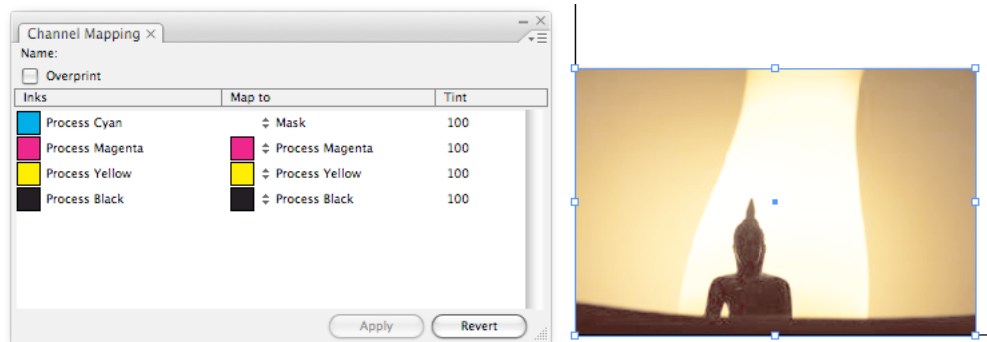 Channel Mapping
Name:
Overprint
Inks Map to Tint
Process Cyan Mask 100
Process Magenta Process Magenta 100
Process Yellow Process Yellow 100
Process Black Process Black 100
Apply Revert